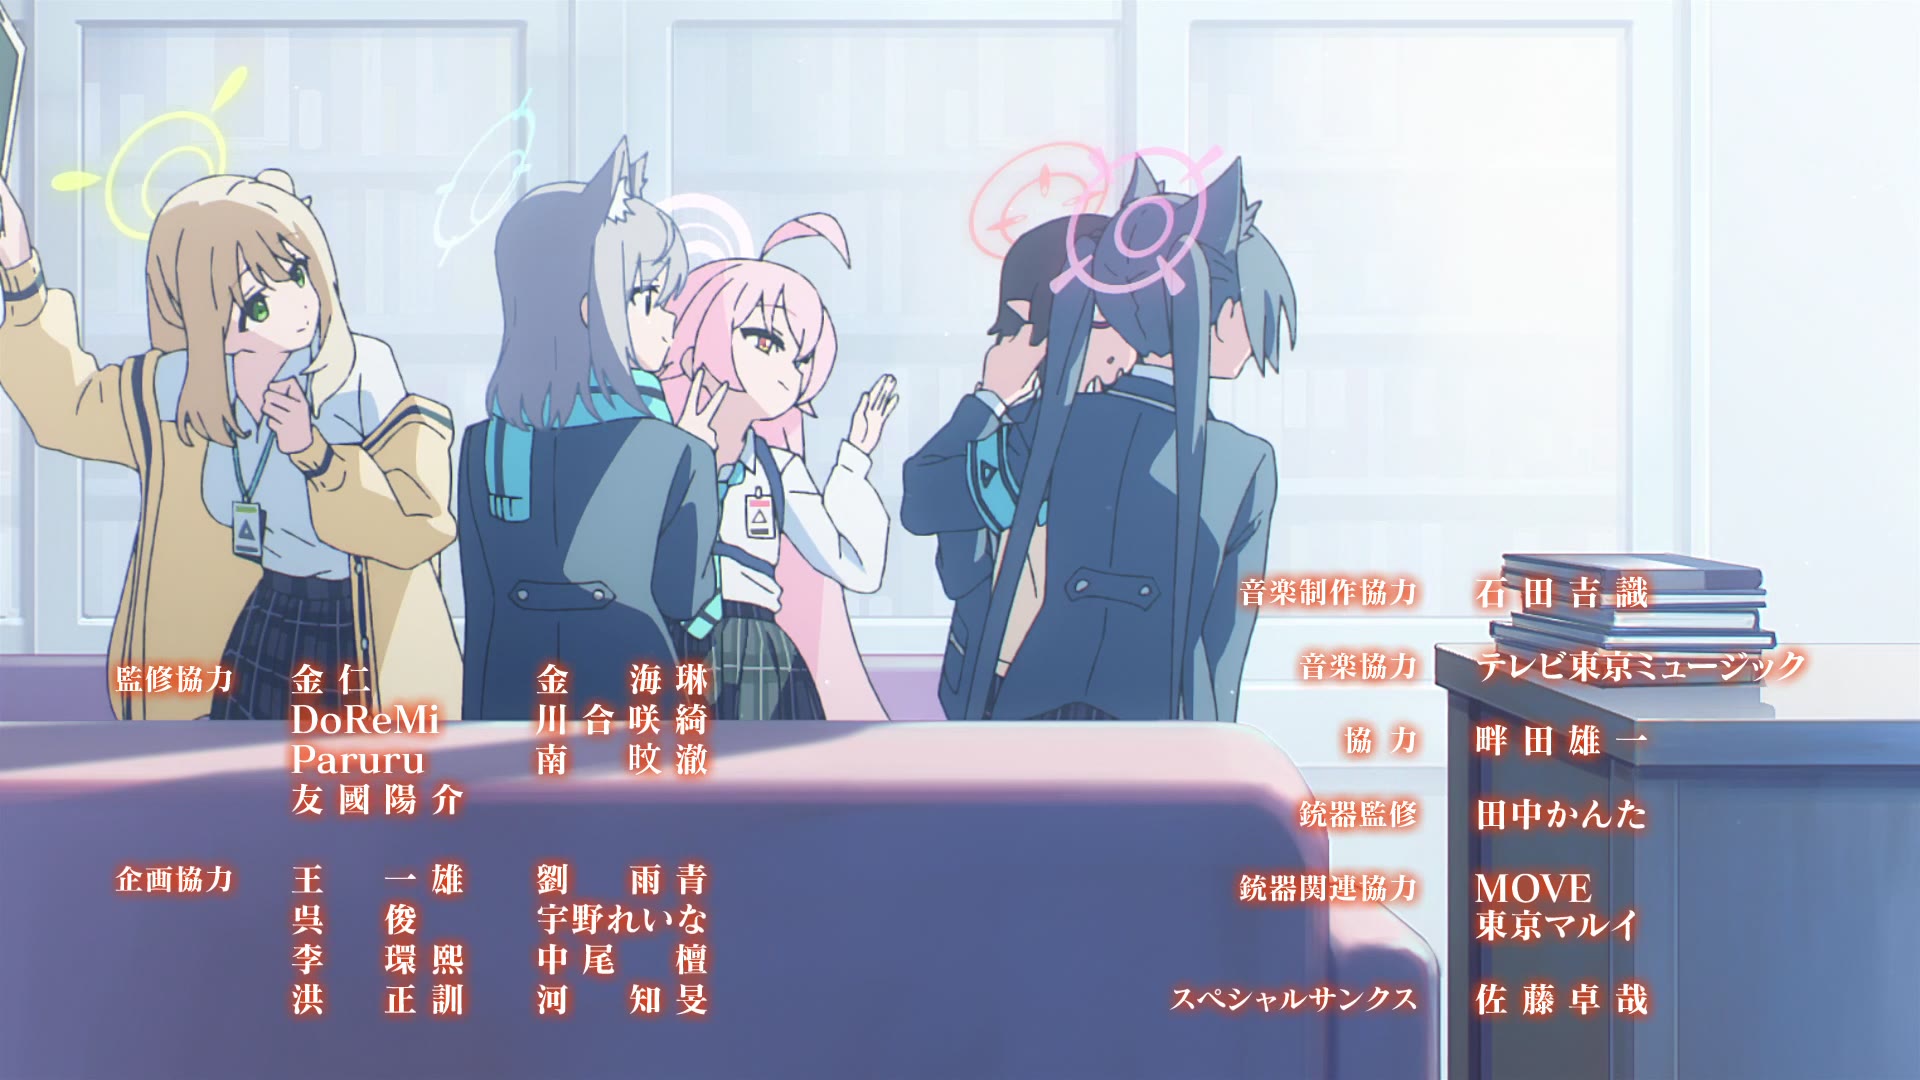 監修協力 金仁 金海琳
DoReMi 川合咲綺
Paruru 南旼澈
友國陽介
企画協力 王一雄 劉雨青
呉俊 宇野れいな
李環熙 中尾檀
洪正訓 河知旻
音楽制作協力 石田吉識
音楽協力 テレビ東京ミュージック
協力 畔田雄一
銃器監修 田中かんた
銃器関連協力 MOVE
東京マルイ
スペシャルサンクス 佐藤卓哉